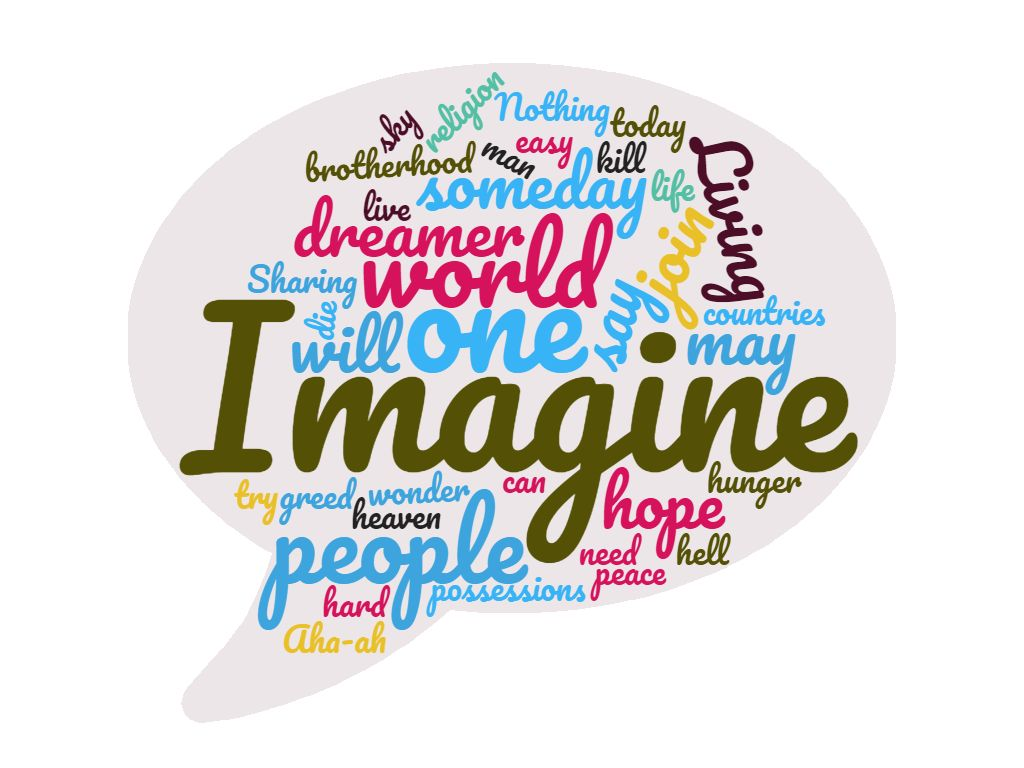 sky
religion
Nothing
today
brotherhood
man
easy
kill
Living
live
someday
life
dreamer
join
Sharing
world
die
will
one
say
countries
may
Imagine
try
greed
wonder
can
hope
hunger
heaven
people
need
hell
peace
possessions
hard
Aha-ah